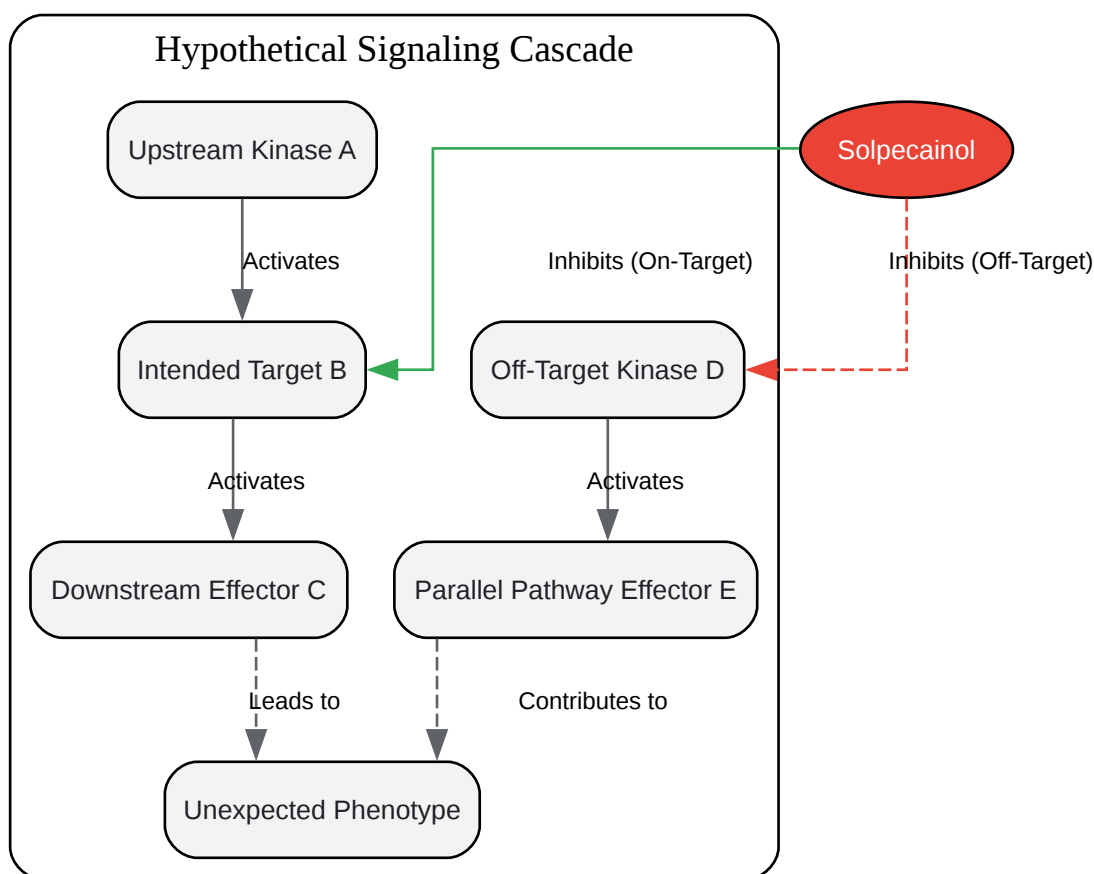 Hypothetical Signaling Cascade
Upstream Kinase A
Solpecainol
Activates
Inhibits (On-Target)
Inhibits (Off-Target)
Intended Target B
Off-Target Kinase D
Activates
Activates
Downstream Effector C
Parallel Pathway Effector E
Leads to
Contributes to
Unexpected Phenotype